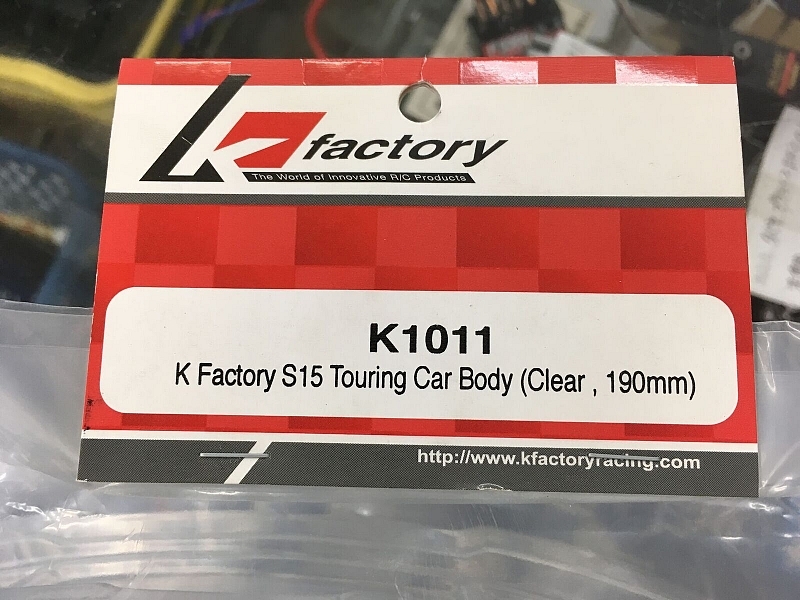 K factory
The World of Innovative R/C Products
K1011
K Factory S15 Touring Car Body (Clear , 190mm)
http://www.kfactoryracing.com